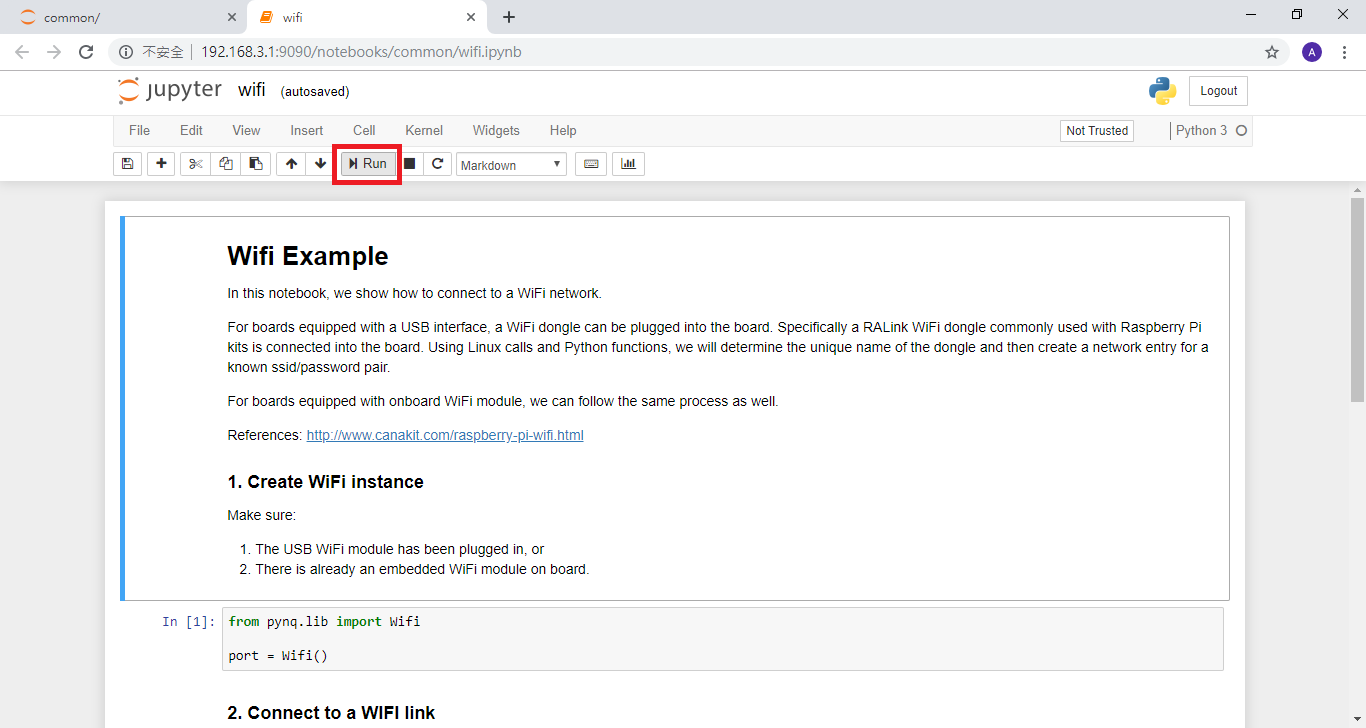 common/
wifi
不安全
192.168.3.1:9090/notebooks/common/wifi.ipynb
A
jupyter wifi (autosaved)
Logout
File Edit View Insert Cell Kernel Widgets Help
Not Trusted
Python 3
Run
Markdown
Wifi Example
In this notebook, we show how to connect to a WiFi network.
For boards equipped with a USB interface, a WiFi dongle can be plugged into the board. Specifically a RALink WiFi dongle commonly used with Raspberry Pi
kits is connected into the board. Using Linux calls and Python functions, we will determine the unique name of the dongle and then create a network entry for a
known ssid/password pair.
For boards equipped with onboard WiFi module, we can follow the same process as well.
References: http://www.canakit.com/raspberry-pi-wifi.html
1. Create WiFi instance
Make sure:
1. The USB WiFi module has been plugged in, or
2. There is already an embedded WiFi module on board.
In [1]: from pynq.lib import Wifi
port = Wifi()
2. Connect to a WIFI link